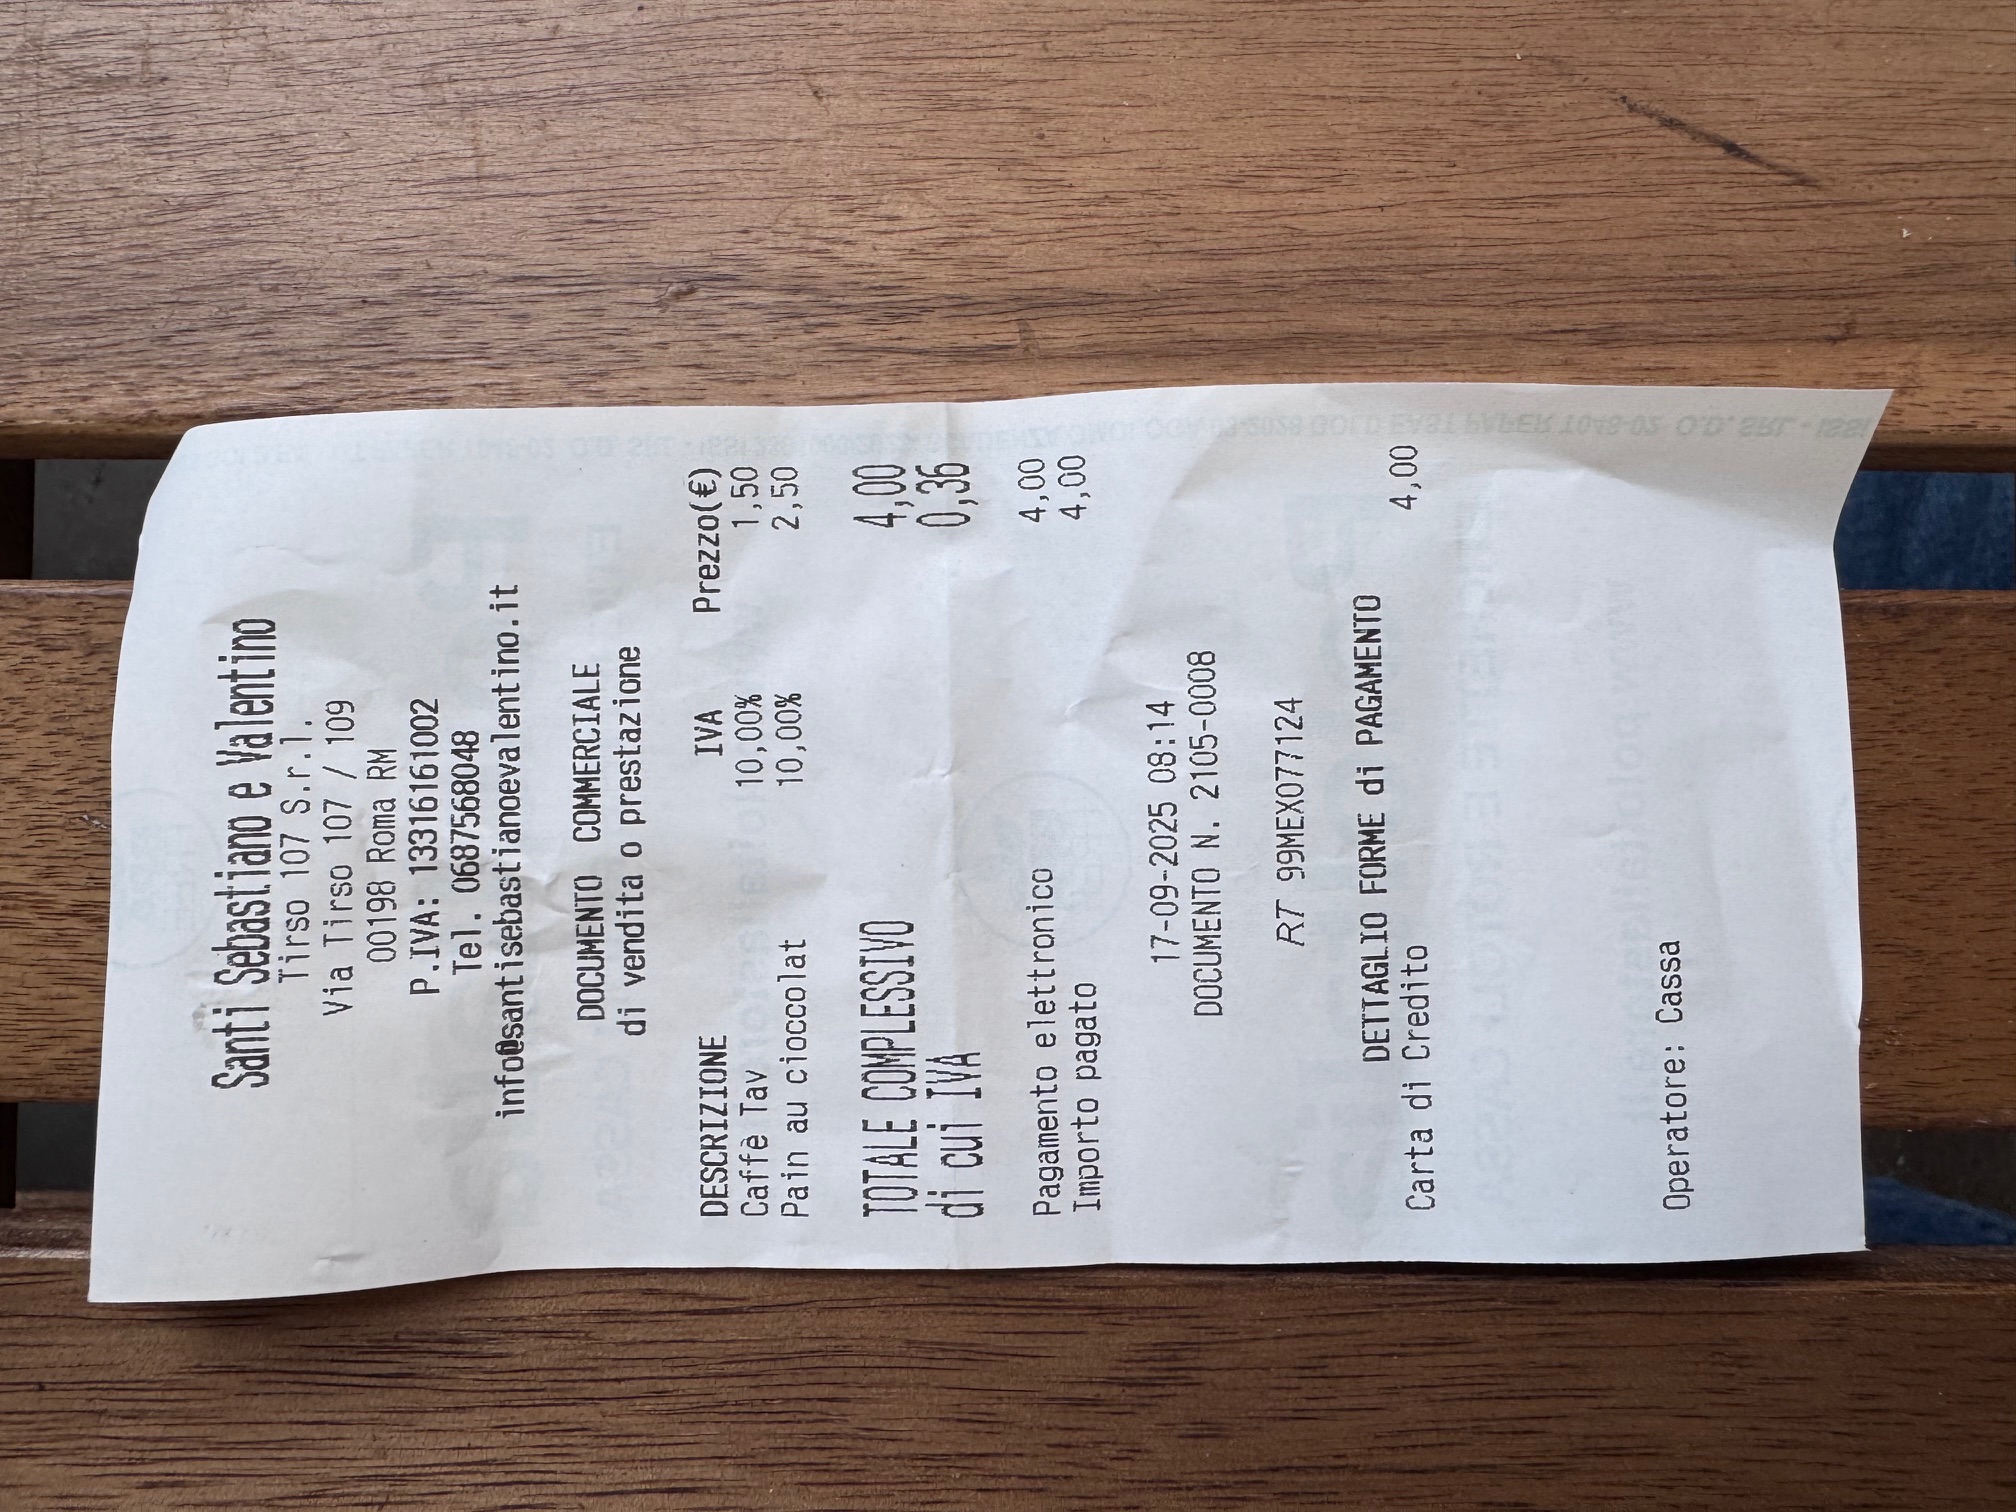 Santi Sebastiano e Valentino
Tirso 107 S.r.l.
Via Tirso 107 / 109
00198 Roma RM
P.IVA: 13316161002
Tel. 0687568048
info@santisebastianoevalentino.it
DOCUMENTO COMMERCIALE
di vendita o prestazione
DESCRIZIONE IVA Prezzo(€)
Caffè Tav 10,00% 1,50
Pain au cioccolat 10,00% 2,50
TOTALE COMPLESSIVO 4,00
di cui IVA 0,36
Pagamento elettronico 4,00
Importo pagato 4,00
17-09-2025 08:14
DOCUMENTO N. 2105-0008
RT 99MEX077124
DETTAGLIO FORME di PAGAMENTO
Carta di Credito 4,00
Operatore: Cassa